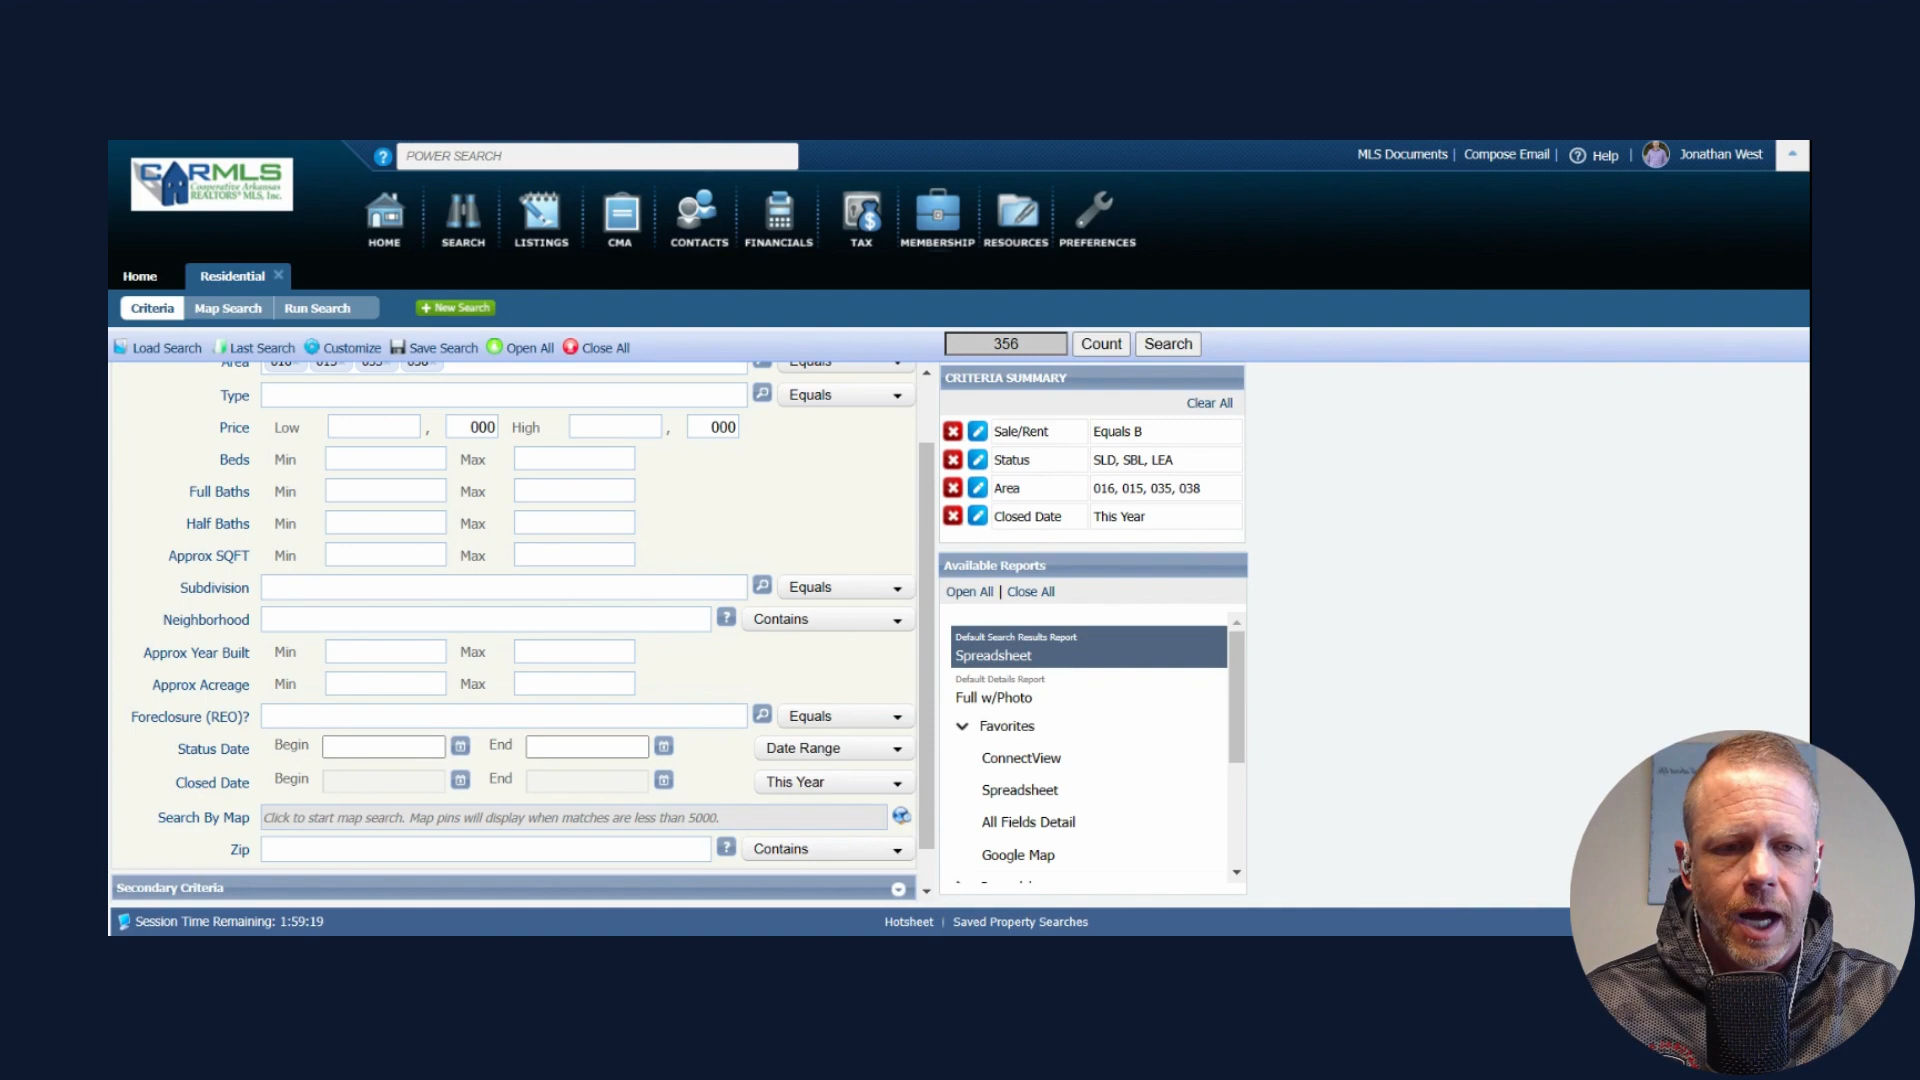 CARMLS
Cooperative Arkansas
REALTORS® MLS, Inc.
POWER SEARCH
MLS Documents | Compose Email | Help | Jonathan West
HOME SEARCH LISTINGS CMA CONTACTS FINANCIALS TAX MEMBERSHIP RESOURCES PREFERENCES
Home Residential
Criteria Map Search Run Search + New Search
Load Search Last Search Customize Save Search Open All Close All 356 Count Search
Area 016 015 035 038 Equals
Type Equals
Price Low , 000 High , 000
Beds Min Max
Full Baths Min Max
Half Baths Min Max
Approx SQFT Min Max
Subdivision Equals
Neighborhood ? Contains
Approx Year Built Min Max
Approx Acreage Min Max
Foreclosure (REO)? Equals
Status Date Begin End Date Range
Closed Date Begin End This Year
Search By Map Click to start map search. Map pins will display when matches are less than 5000.
Zip ? Contains
Secondary Criteria
CRITERIA SUMMARY
Clear All
Sale/Rent Equals B
Status SLD, SBL, LEA
Area 016, 015, 035, 038
Closed Date This Year
Available Reports
Open All | Close All
Default Search Results Report
Spreadsheet
Default Details Report
Full w/Photo
Favorites
ConnectView
Spreadsheet
All Fields Detail
Google Map
Session Time Remaining: 1:59:19 Hotsheet | Saved Property Searches